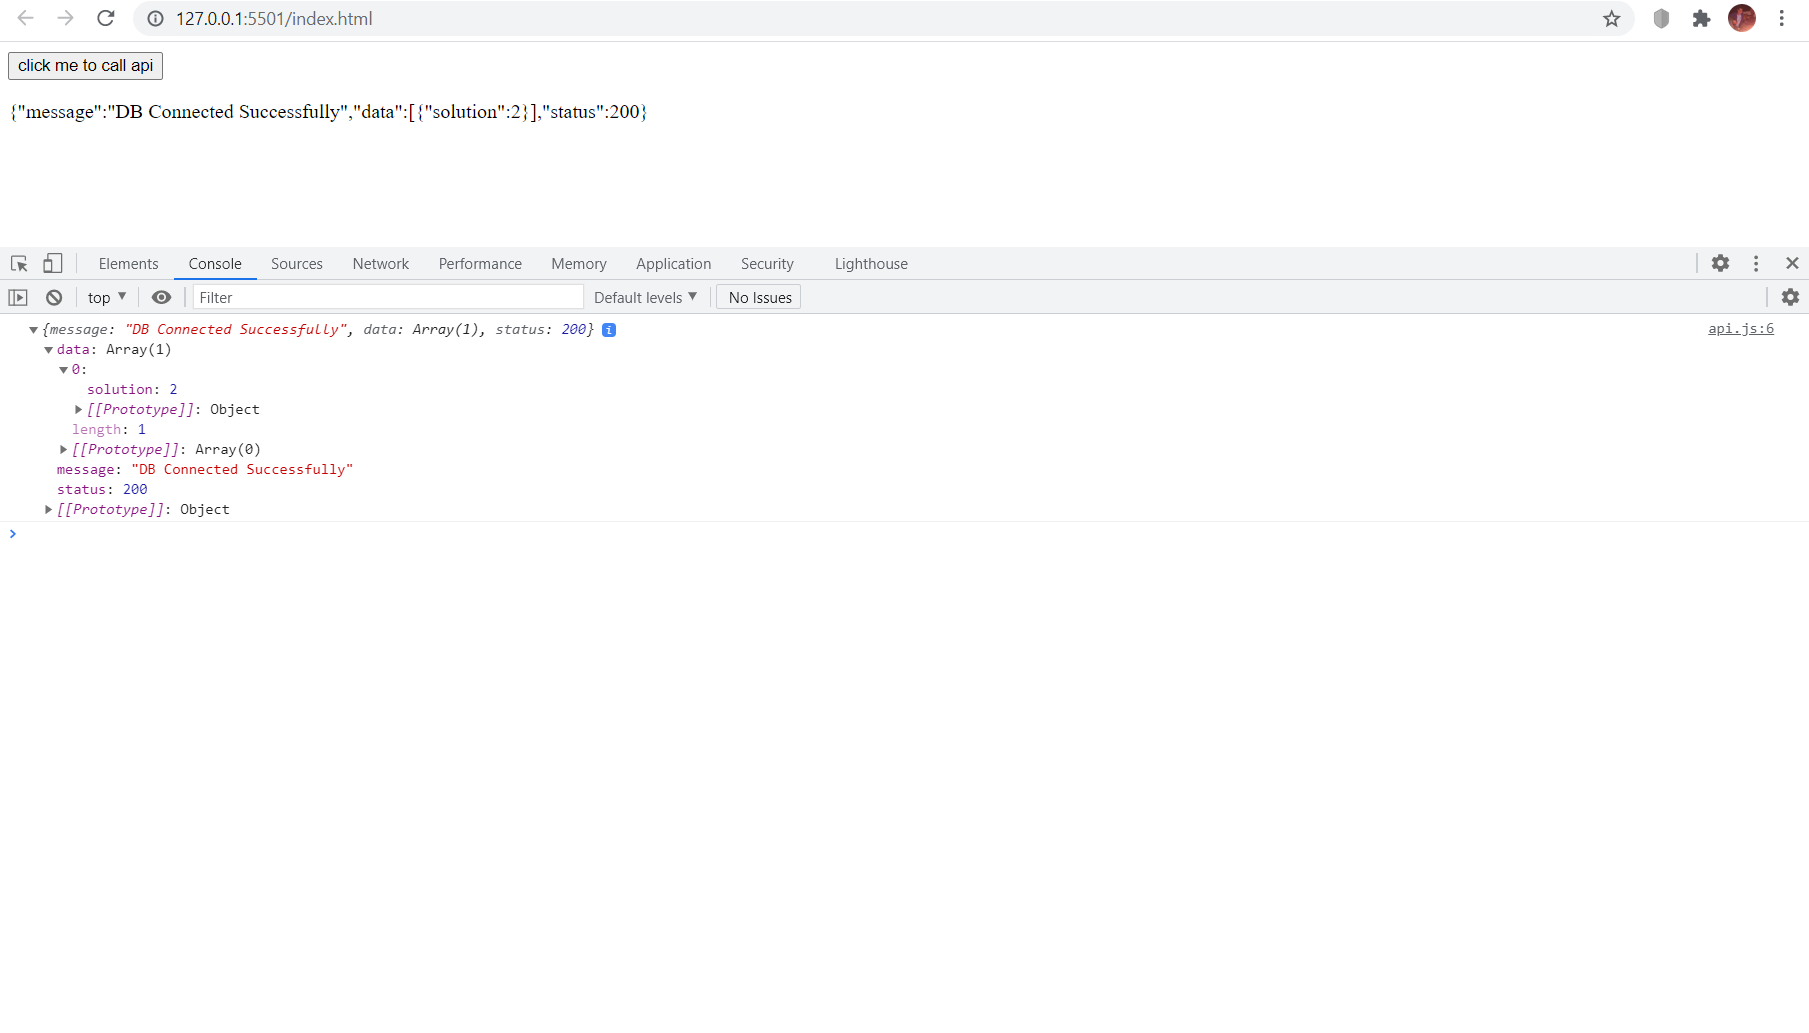 127.0.0.1:5501/index.html
click me to call api
{"message":"DB Connected Successfully","data":[{"solution":2}],"status":200}
Elements Console Sources Network Performance Memory Application Security Lighthouse
top Filter Default levels No Issues
{message: "DB Connected Successfully", data: Array(1), status: 200} i api.js:6
data: Array(1)
0:
solution: 2
[[Prototype]]: Object
length: 1
[[Prototype]]: Array(0)
message: "DB Connected Successfully"
status: 200
[[Prototype]]: Object